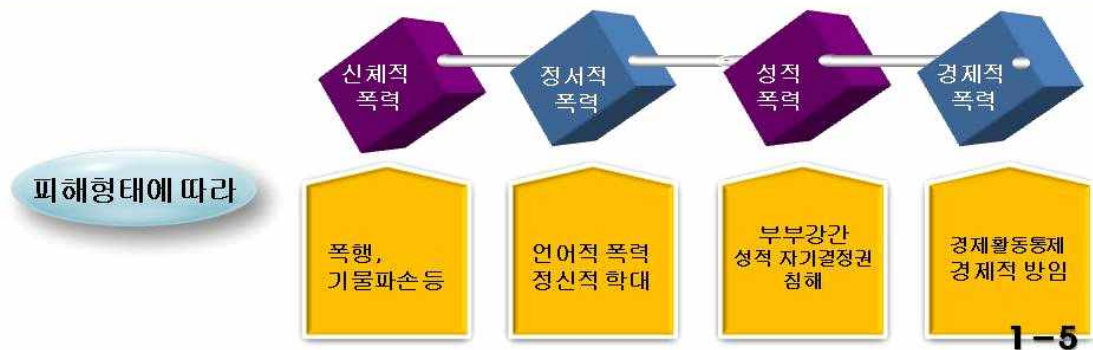 신체적
폭력
정서적
폭력
성적
폭력
경제적
폭력
피해형태에 따라
폭행,
기물파손 등
언어적 폭력
정신적 학대
부부강간
성적 자기결정권
침해
경제활동통제
경제적 방임
1-5